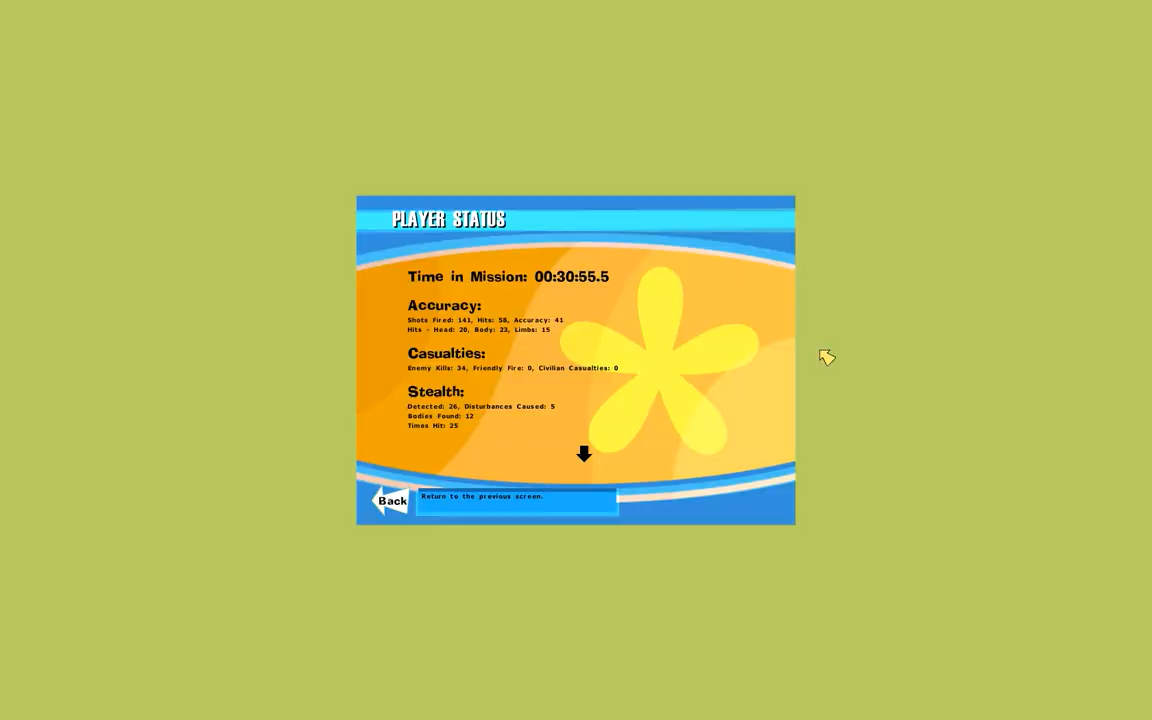 PLAYER STATUS
Time in Mission: 00:30:55.5
Accuracy:
Shots Fired: 141, Hits: 58, Accuracy: 41
Hits - Head: 20, Body: 23, Limbs: 15
Casualties:
Enemy Kills: 34, Friendly Fire: 0, Civilian Casualties: 0
Stealth:
Detected: 26, Disturbances Caused: 5
Bodies Found: 12
Times Hit: 25
Back
Return to the previous screen.